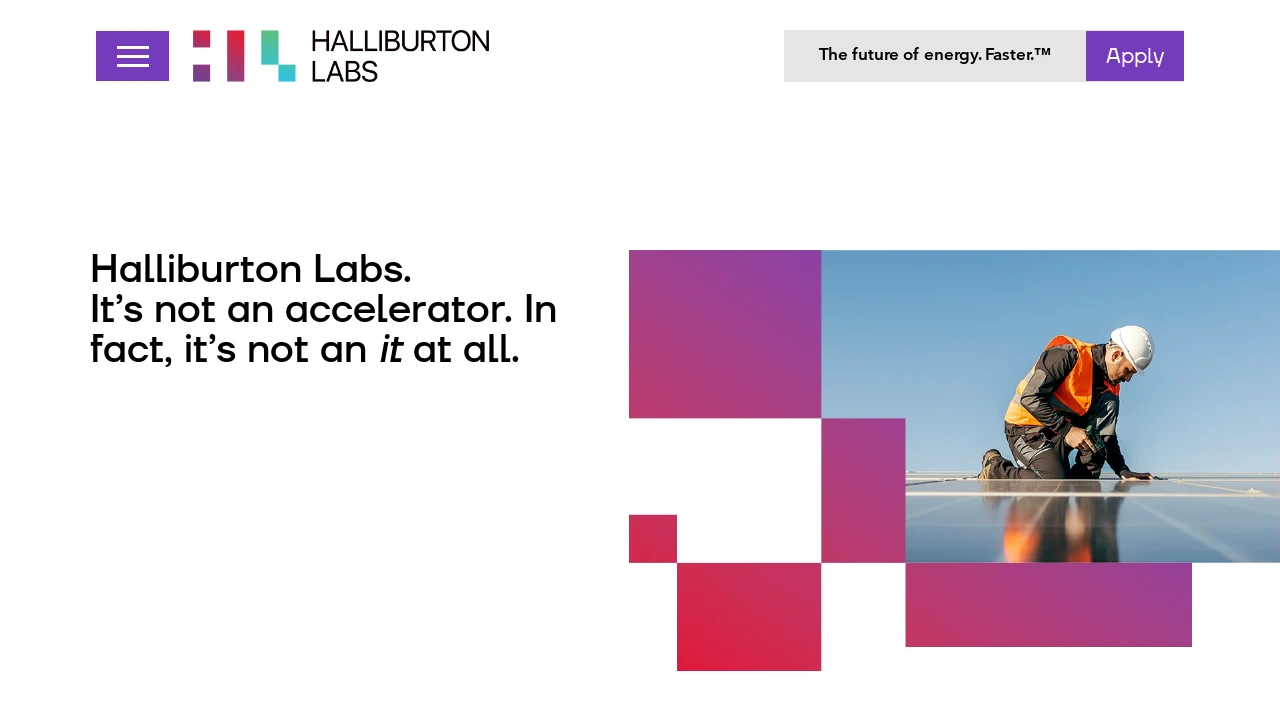 HALLIBURTON
LABS
The future of energy. Faster.™
Apply
Halliburton Labs.
It’s not an accelerator. In
fact, it’s not an it at all.